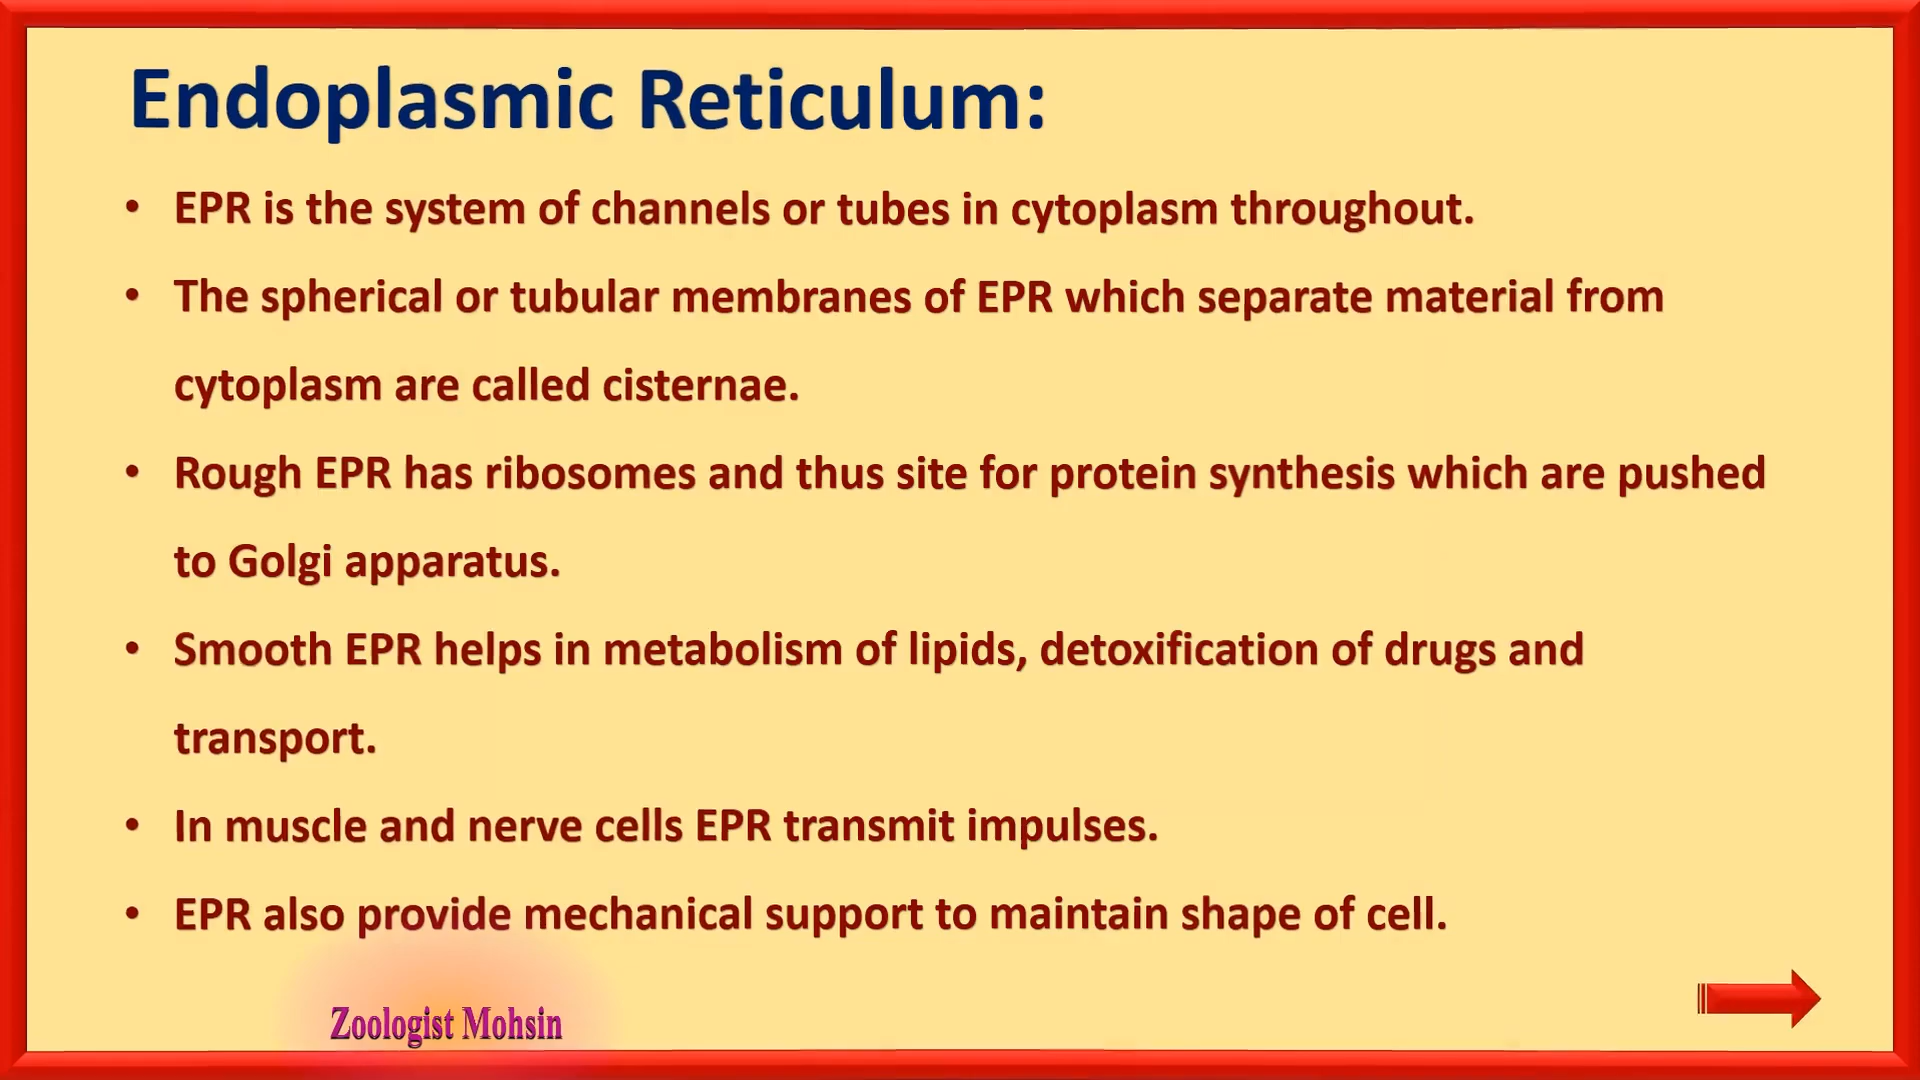 Endoplasmic Reticulum:
• EPR is the system of channels or tubes in cytoplasm throughout.
• The spherical or tubular membranes of EPR which separate material from
cytoplasm are called cisternae.
• Rough EPR has ribosomes and thus site for protein synthesis which are pushed
to Golgi apparatus.
• Smooth EPR helps in metabolism of lipids, detoxification of drugs and
transport.
• In muscle and nerve cells EPR transmit impulses.
• EPR also provide mechanical support to maintain shape of cell.
Zoologist Mohsin